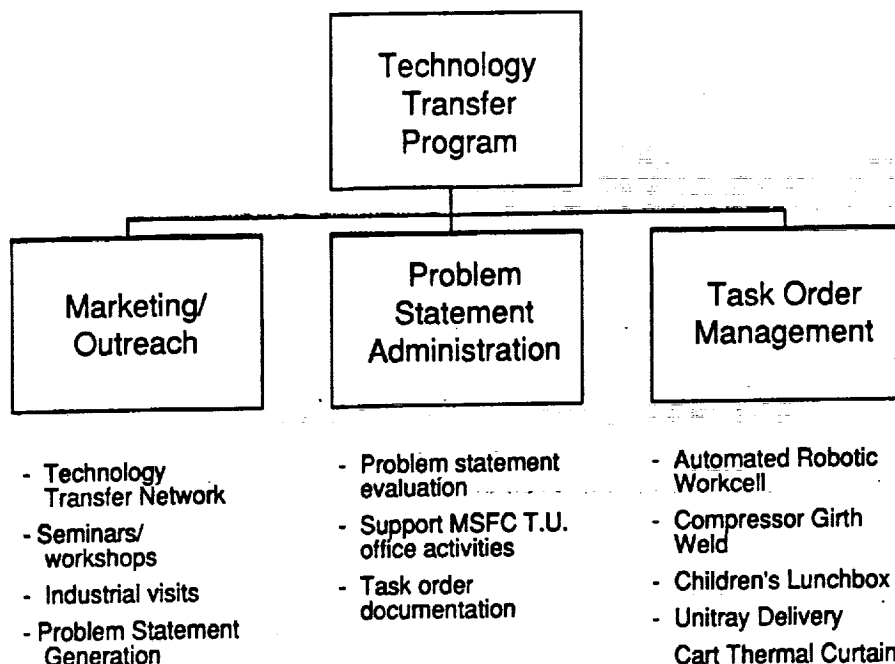 Technology
Transfer
Program
Marketing/
Outreach
Problem
Statement
Administration
Task Order
Management
- Technology
Transfer Network
- Seminars/
workshops
- Industrial visits
- Problem Statement
Generation
- Problem statement
evaluation
- Support MSFC T.U.
office activities
- Task order
documentation
- Automated Robotic
Workcell
- Compressor Girth
Weld
- Children's Lunchbox
- Unitray Delivery
Cart Thermal Curtain